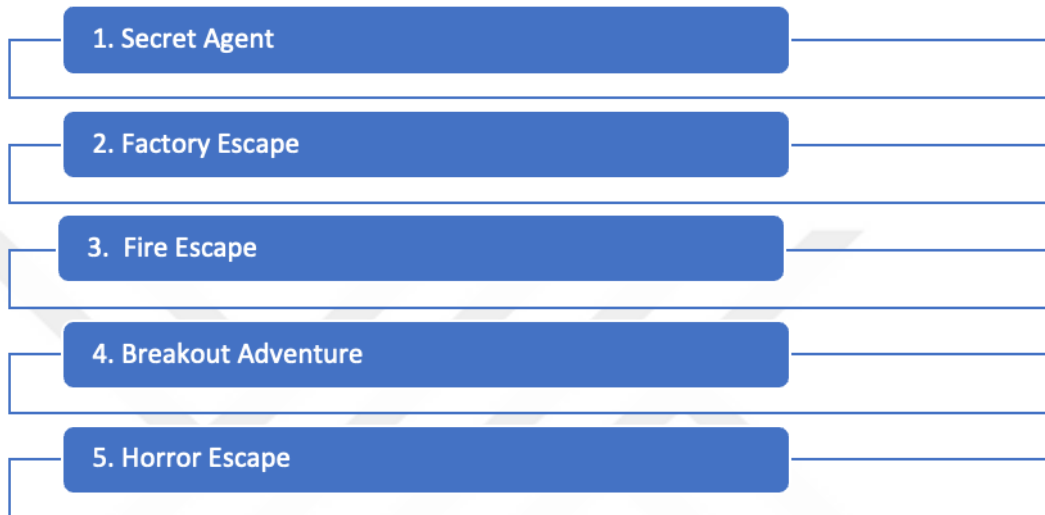 1. Secret Agent
2. Factory Escape
3. Fire Escape
4. Breakout Adventure
5. Horror Escape